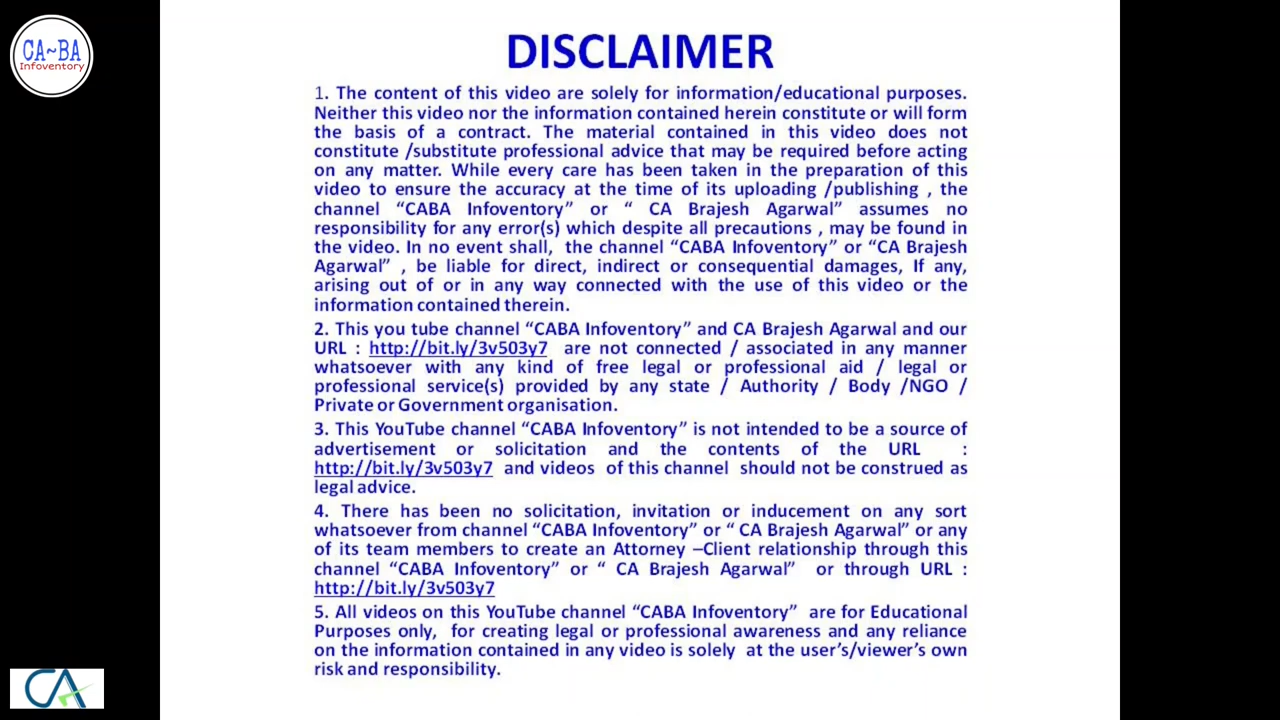 CA~BA
Infoventory
DISCLAIMER
1. The content of this video are solely for information/educational purposes.
Neither this video nor the information contained herein constitute or will form
the basis of a contract. The material contained in this video does not
constitute /substitute professional advice that may be required before acting
on any matter. While every care has been taken in the preparation of this
video to ensure the accuracy at the time of its uploading /publishing , the
channel “CABA Infoventory” or “ CA Brajesh Agarwal” assumes no
responsibility for any error(s) which despite all precautions , may be found in
the video. In no event shall, the channel “CABA Infoventory” or “CA Brajesh
Agarwal” , be liable for direct, indirect or consequential damages, If any,
arising out of or in any way connected with the use of this video or the
information contained therein.
2. This you tube channel “CABA Infoventory” and CA Brajesh Agarwal and our
URL : http://bit.ly/3v503y7 are not connected / associated in any manner
whatsoever with any kind of free legal or professional aid / legal or
professional service(s) provided by any state / Authority / Body /NGO /
Private or Government organisation.
3. This YouTube channel “CABA Infoventory” is not intended to be a source of
advertisement or solicitation and the contents of the URL :
http://bit.ly/3v503y7 and videos of this channel should not be construed as
legal advice.
4. There has been no solicitation, invitation or inducement on any sort
whatsoever from channel “CABA Infoventory” or “ CA Brajesh Agarwal” or any
of its team members to create an Attorney –Client relationship through this
channel “CABA Infoventory” or “ CA Brajesh Agarwal” or through URL :
http://bit.ly/3v503y7
5. All videos on this YouTube channel “CABA Infoventory” are for Educational
Purposes only, for creating legal or professional awareness and any reliance
on the information contained in any video is solely at the user’s/viewer’s own
risk and responsibility.
CA